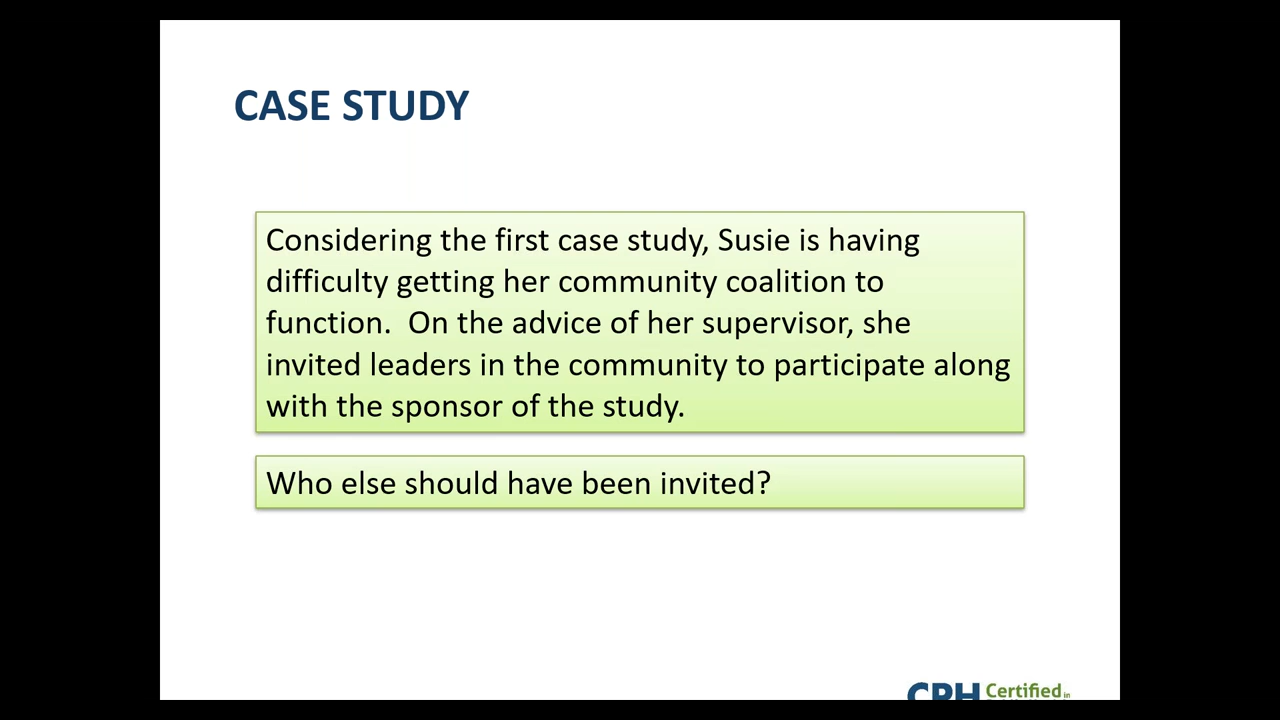 CASE STUDY
Considering the first case study, Susie is having
difficulty getting her community coalition to
function.  On the advice of her supervisor, she
invited leaders in the community to participate along
with the sponsor of the study.
Who else should have been invited?
CPH Certified in